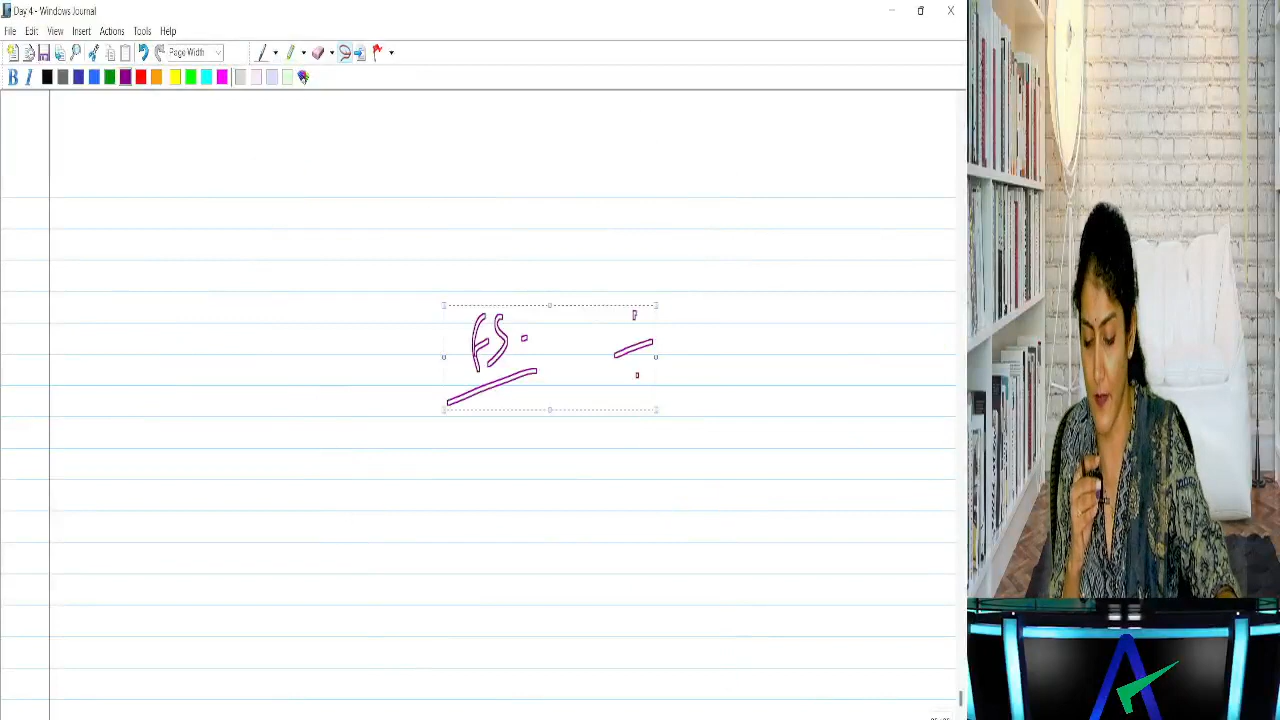 Day 4 - Windows Journal
File Edit View Insert Actions Tools Help
Page Width
B I
FS.